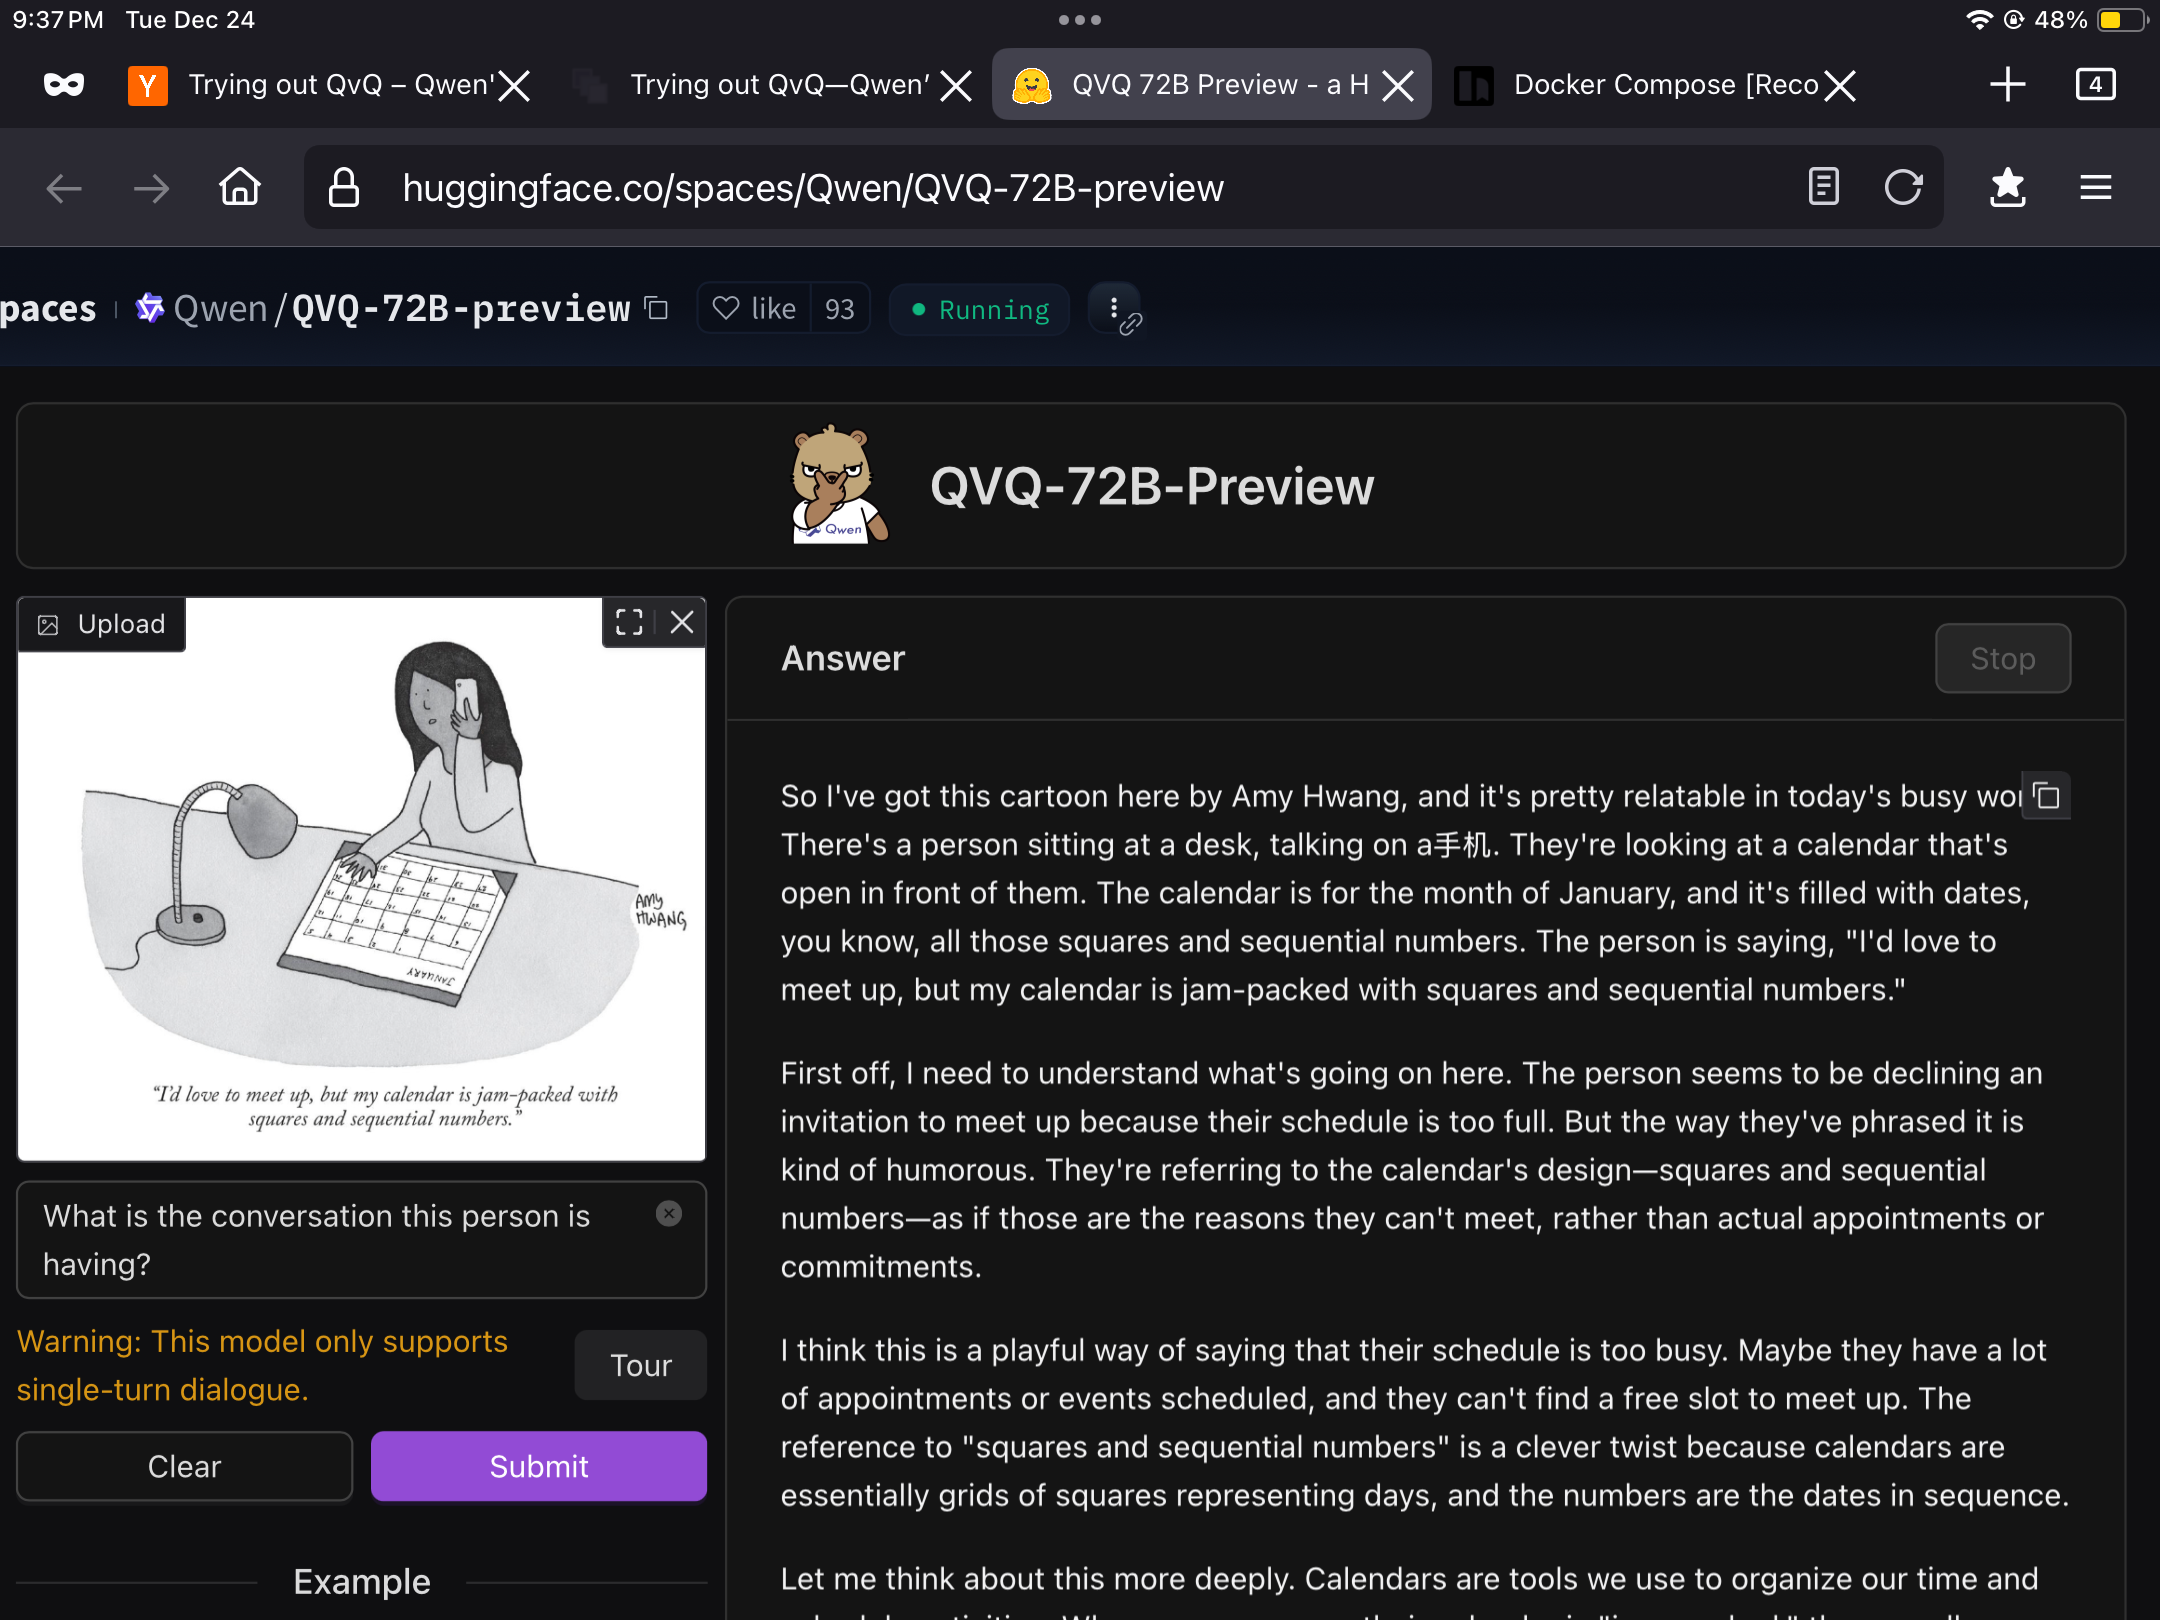 9:37 PM Tue Dec 24
48%
Trying out QvQ – Qwen'
Trying out QvQ—Qwen’
QVQ 72B Preview - a H
Docker Compose [Reco
4
huggingface.co/spaces/Qwen/QVQ-72B-preview
paces
Qwen/QVQ-72B-preview
like 93
Running
Qwen
QVQ-72B-Preview
Upload
AMY
HWANG
JANUARY
“I’d love to meet up, but my calendar is jam-packed with
squares and sequential numbers.”
What is the conversation this person is
having?
Warning: This model only supports
single-turn dialogue.
Tour
Clear
Submit
Example
Answer
Stop
So I've got this cartoon here by Amy Hwang, and it's pretty relatable in today's busy wor
There's a person sitting at a desk, talking on a手机. They're looking at a calendar that's
open in front of them. The calendar is for the month of January, and it's filled with dates,
you know, all those squares and sequential numbers. The person is saying, "I'd love to
meet up, but my calendar is jam-packed with squares and sequential numbers."
First off, I need to understand what's going on here. The person seems to be declining an
invitation to meet up because their schedule is too full. But the way they've phrased it is
kind of humorous. They're referring to the calendar's design—squares and sequential
numbers—as if those are the reasons they can't meet, rather than actual appointments or
commitments.
I think this is a playful way of saying that their schedule is too busy. Maybe they have a lot
of appointments or events scheduled, and they can't find a free slot to meet up. The
reference to "squares and sequential numbers" is a clever twist because calendars are
essentially grids of squares representing days, and the numbers are the dates in sequence.
Let me think about this more deeply. Calendars are tools we use to organize our time and